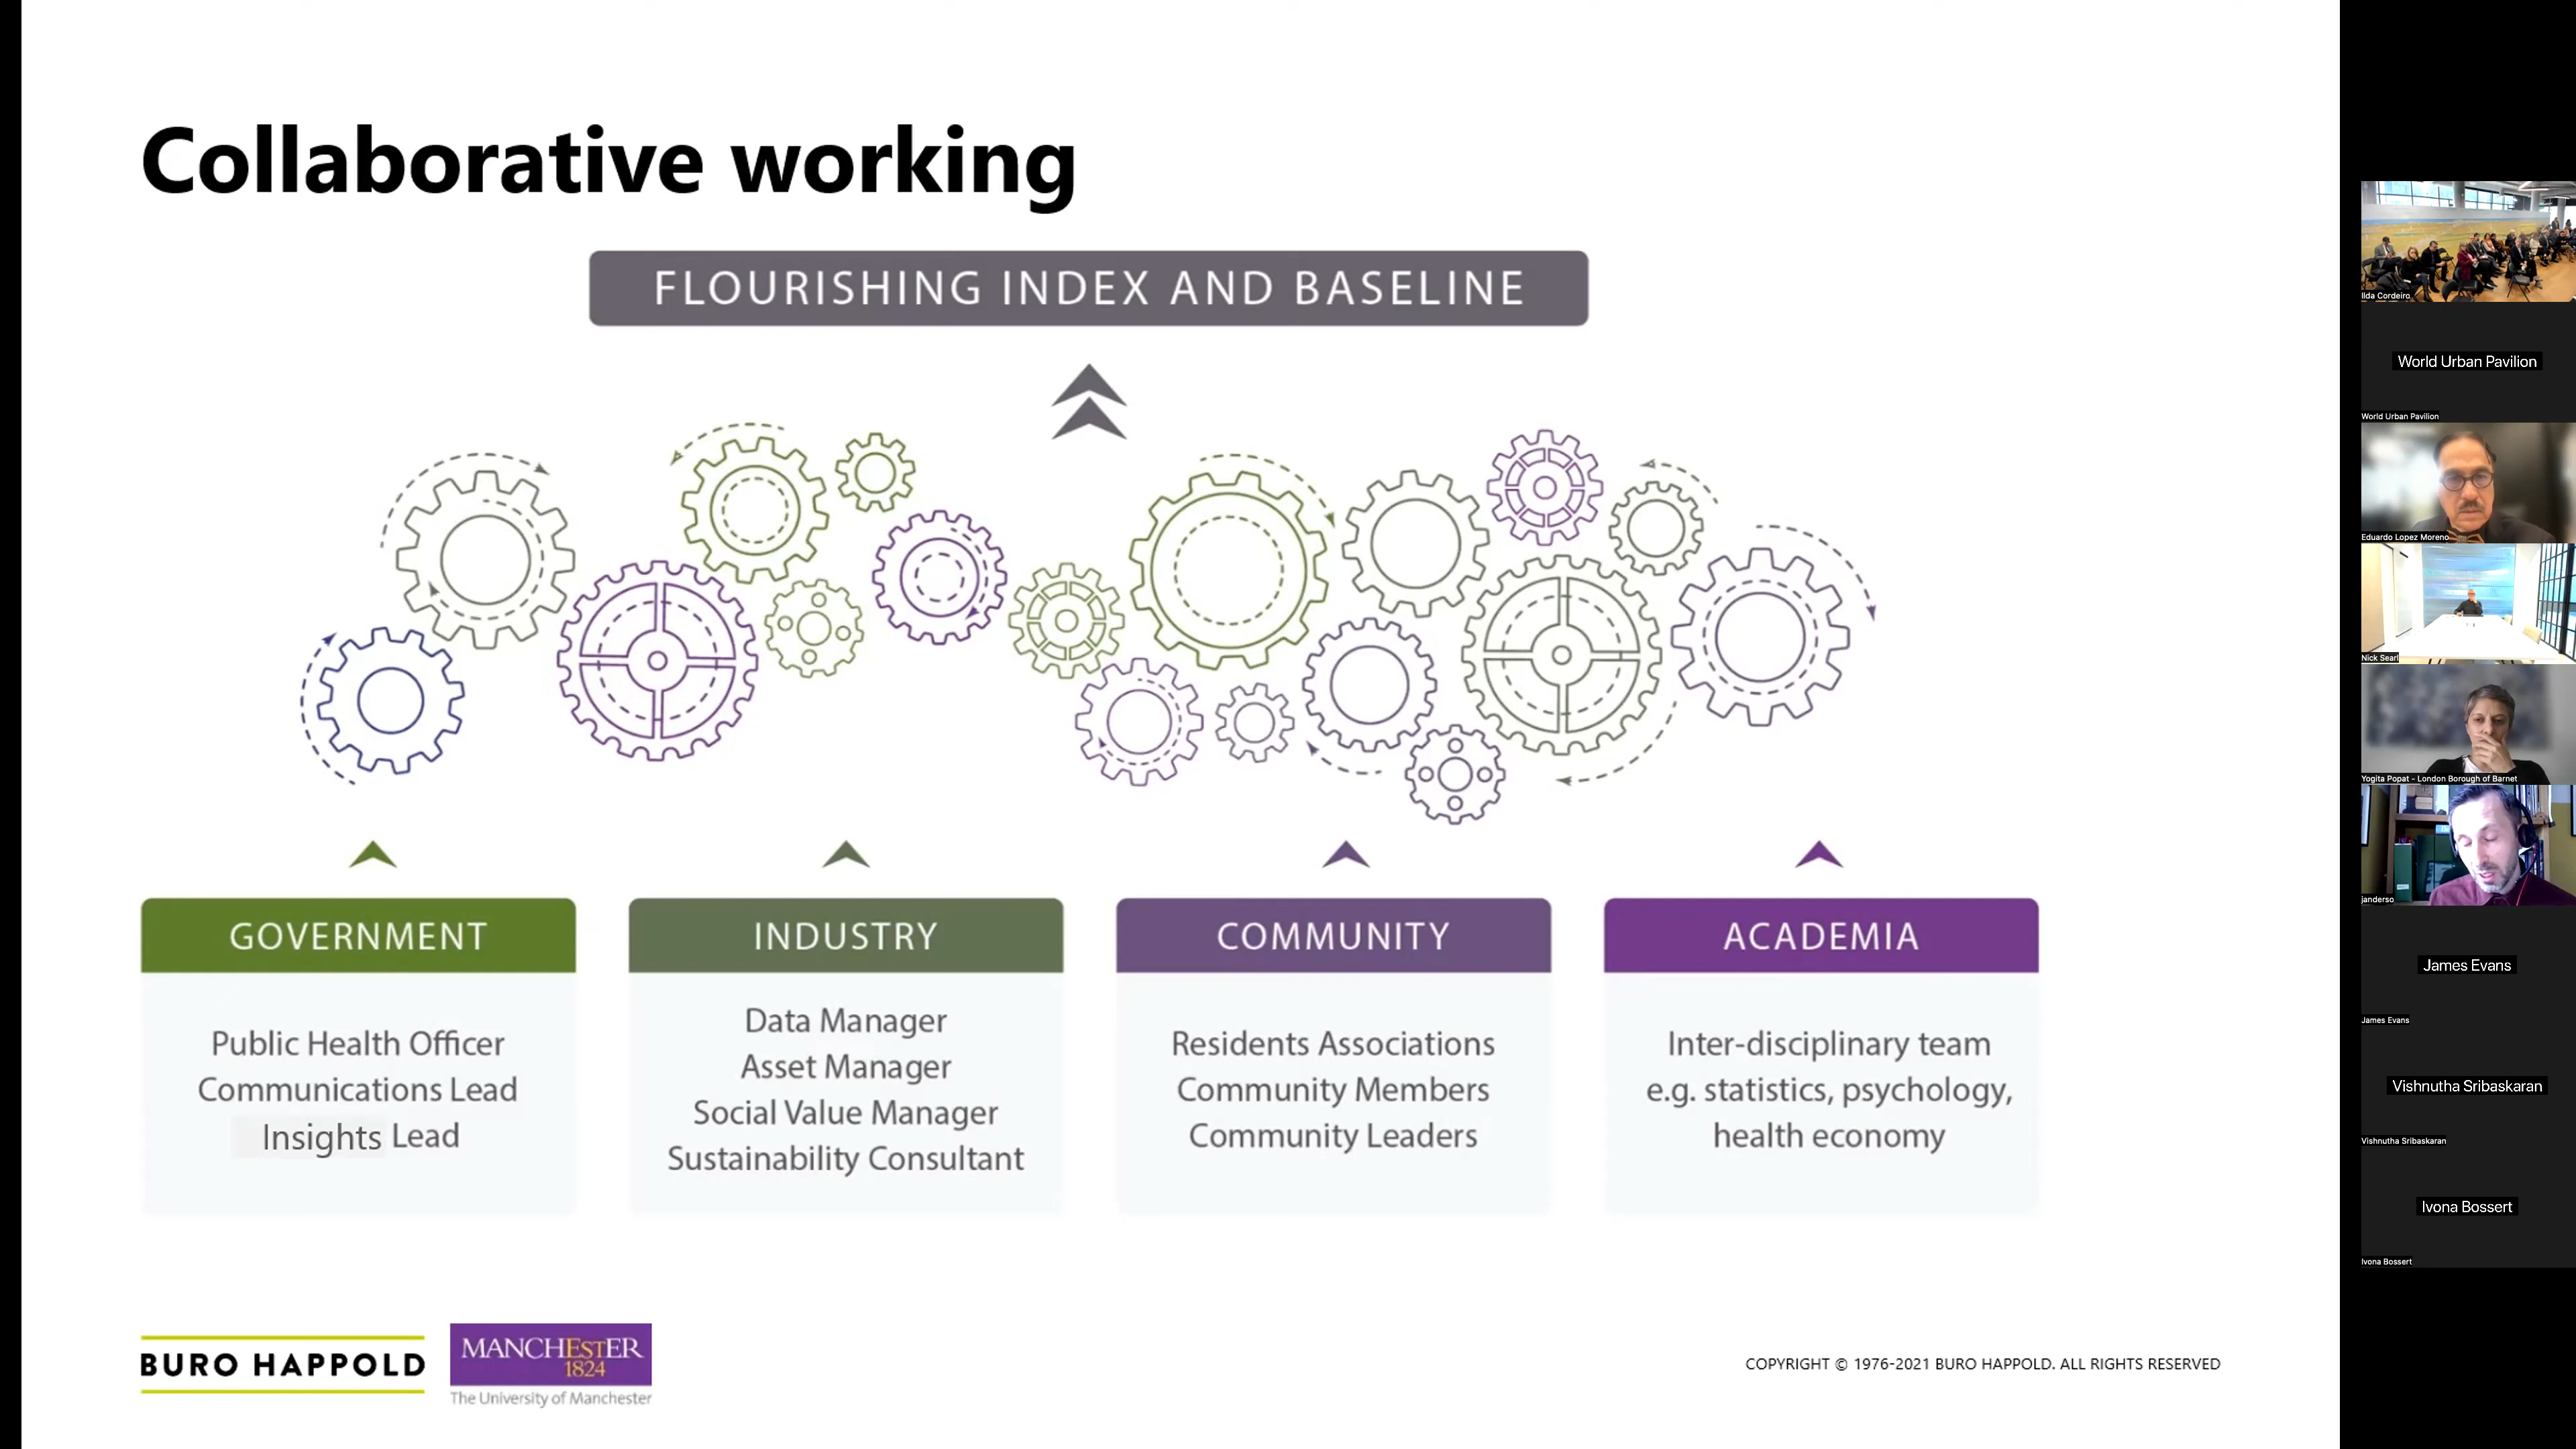 Collaborative working
FLOURISHING INDEX AND BASELINE
GOVERNMENT
Public Health Officer
Communications Lead
Insights Lead
INDUSTRY
Data Manager
Asset Manager
Social Value Manager
Sustainability Consultant
COMMUNITY
Residents Associations
Community Members
Community Leaders
ACADEMIA
Inter-disciplinary team
e.g. statistics, psychology,
health economy
BURO HAPPOLD
MANCHESTER
1824
The University of Manchester
COPYRIGHT © 1976-2021 BURO HAPPOLD. ALL RIGHTS RESERVED
Ilda Cordeiro
World Urban Pavilion
World Urban Pavilion
Eduardo Lopez Moreno
Nick Searl
Yogita Popat - London Borough of Barnet
janderso
James Evans
James Evans
Vishnutha Sribaskaran
Vishnutha Sribaskaran
Ivona Bossert
Ivona Bossert